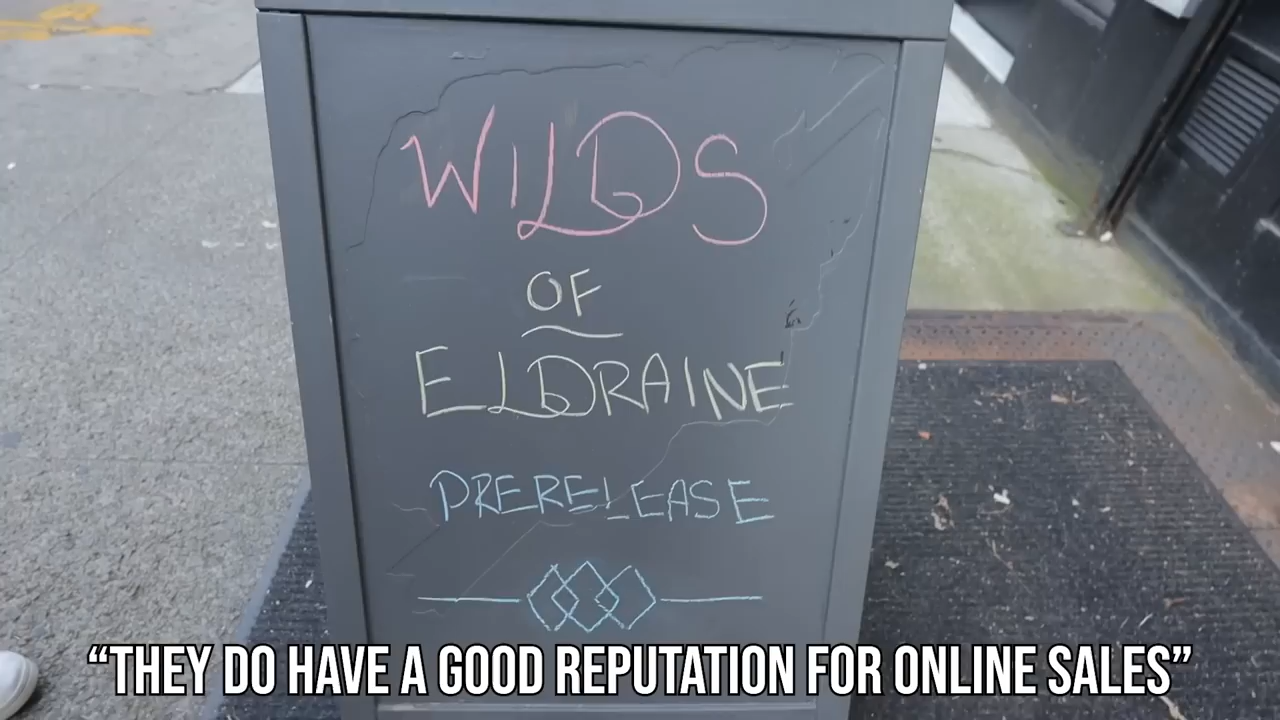 WILDS
OF
ELDRAINE
PRERELEASE
“THEY DO HAVE A GOOD REPUTATION FOR ONLINE SALES”